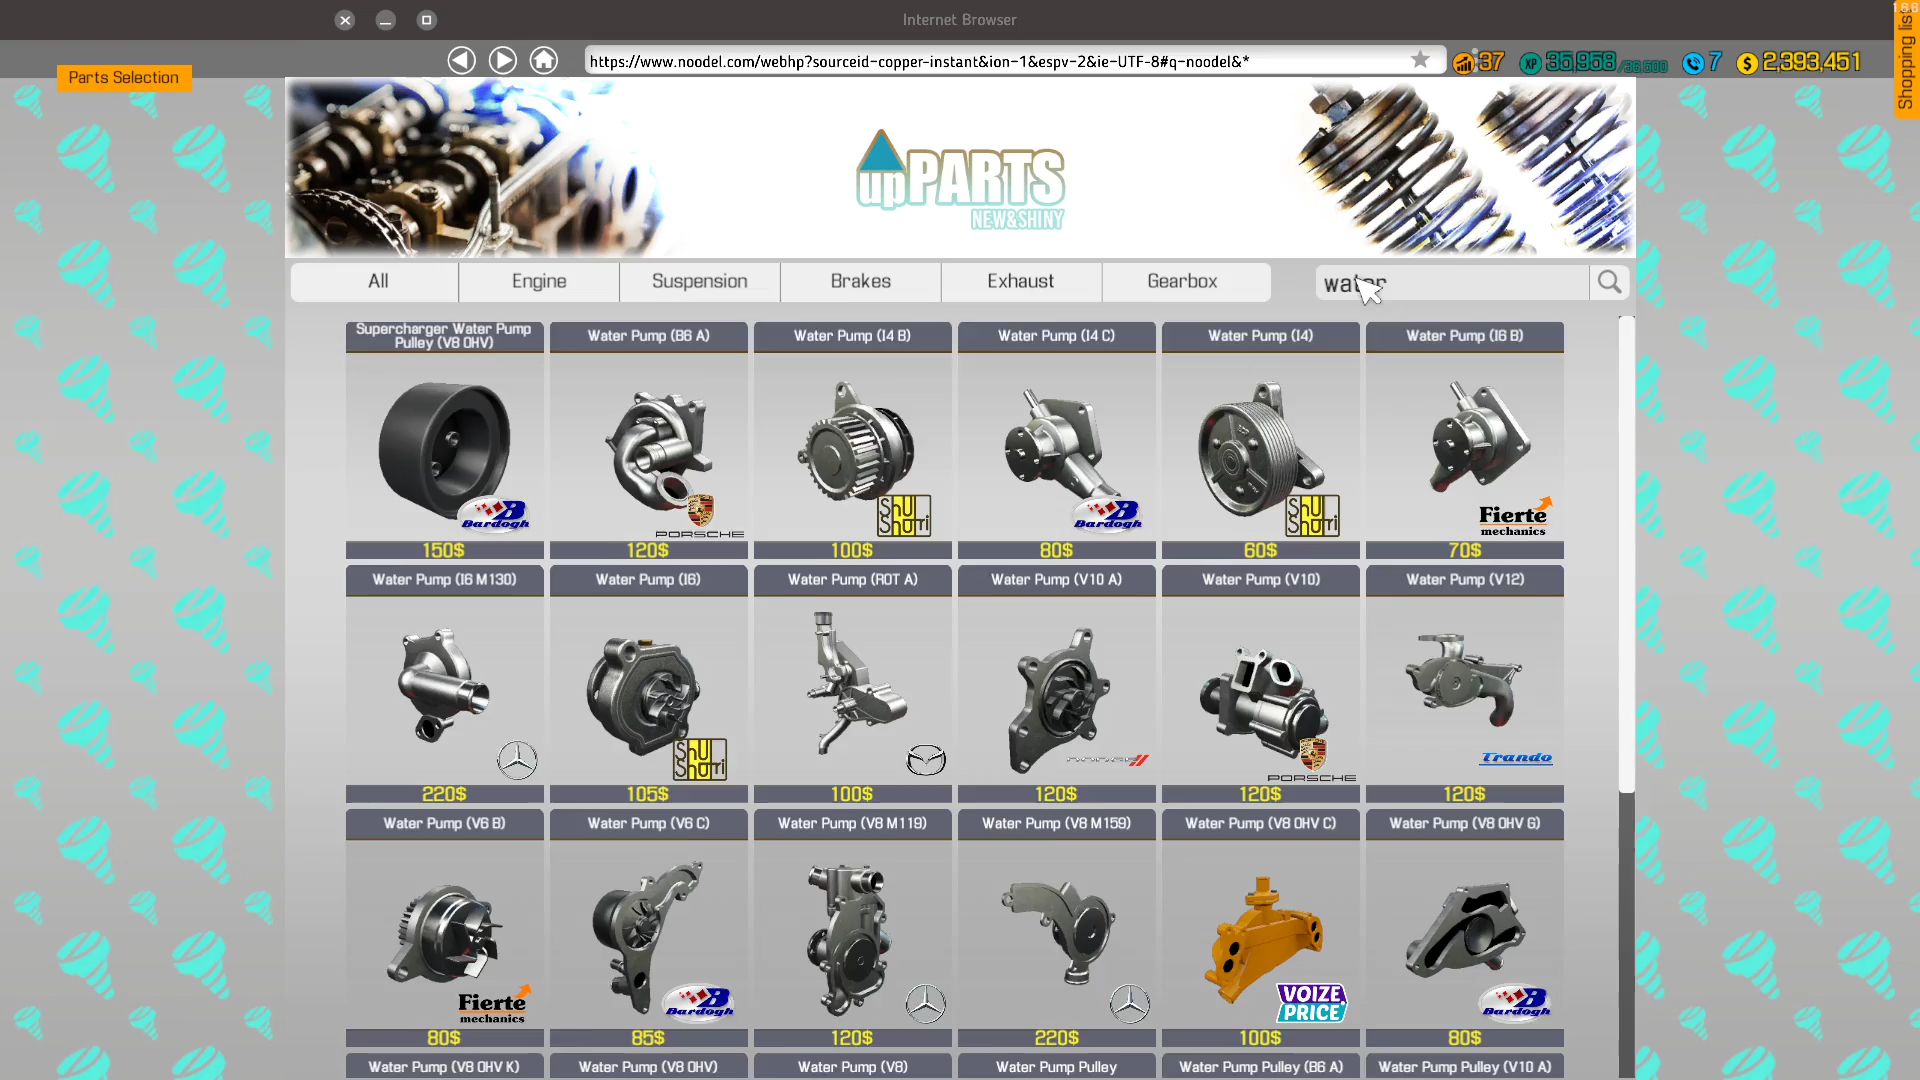 Internet Browser
Parts Selection
https://www.noodel.com/webhp?sourceid-copper-instant&ion-1&espv-2&ie-UTF-8#q-noodel&*
37
XP 35,958
7
$ 2,393,451
Shopping list
upPARTS
NEW&SHINY
All
Engine
Suspension
Brakes
Exhaust
Gearbox
water
Supercharger Water Pump
Pulley (V8 OHV)
Water Pump (B6 A)
Water Pump (I4 B)
Water Pump (I4 C)
Water Pump (I4)
Water Pump (I6 B)
Bardogh
PORSCHE
Shu
Shurri
Bardogh
Shu
Shurri
Fierte
mechanics
150$
120$
100$
80$
60$
70$
Water Pump (I6 M130)
Water Pump (I6)
Water Pump (ROT A)
Water Pump (V10 A)
Water Pump (V10)
Water Pump (V12)
Shu
Shurri
PORSCHE
Trando
220$
105$
100$
120$
120$
120$
Water Pump (V6 B)
Water Pump (V6 C)
Water Pump (V8 M119)
Water Pump (V8 M159)
Water Pump (V8 OHV C)
Water Pump (V8 OHV G)
Fierte
mechanics
Bardogh
VOIZE
PRICE
Bardogh
80$
85$
120$
220$
100$
80$
Water Pump (V8 OHV K)
Water Pump (V8 OHV)
Water Pump (V8)
Water Pump Pulley
Water Pump Pulley (B6 A)
Water Pump Pulley (V10 A)